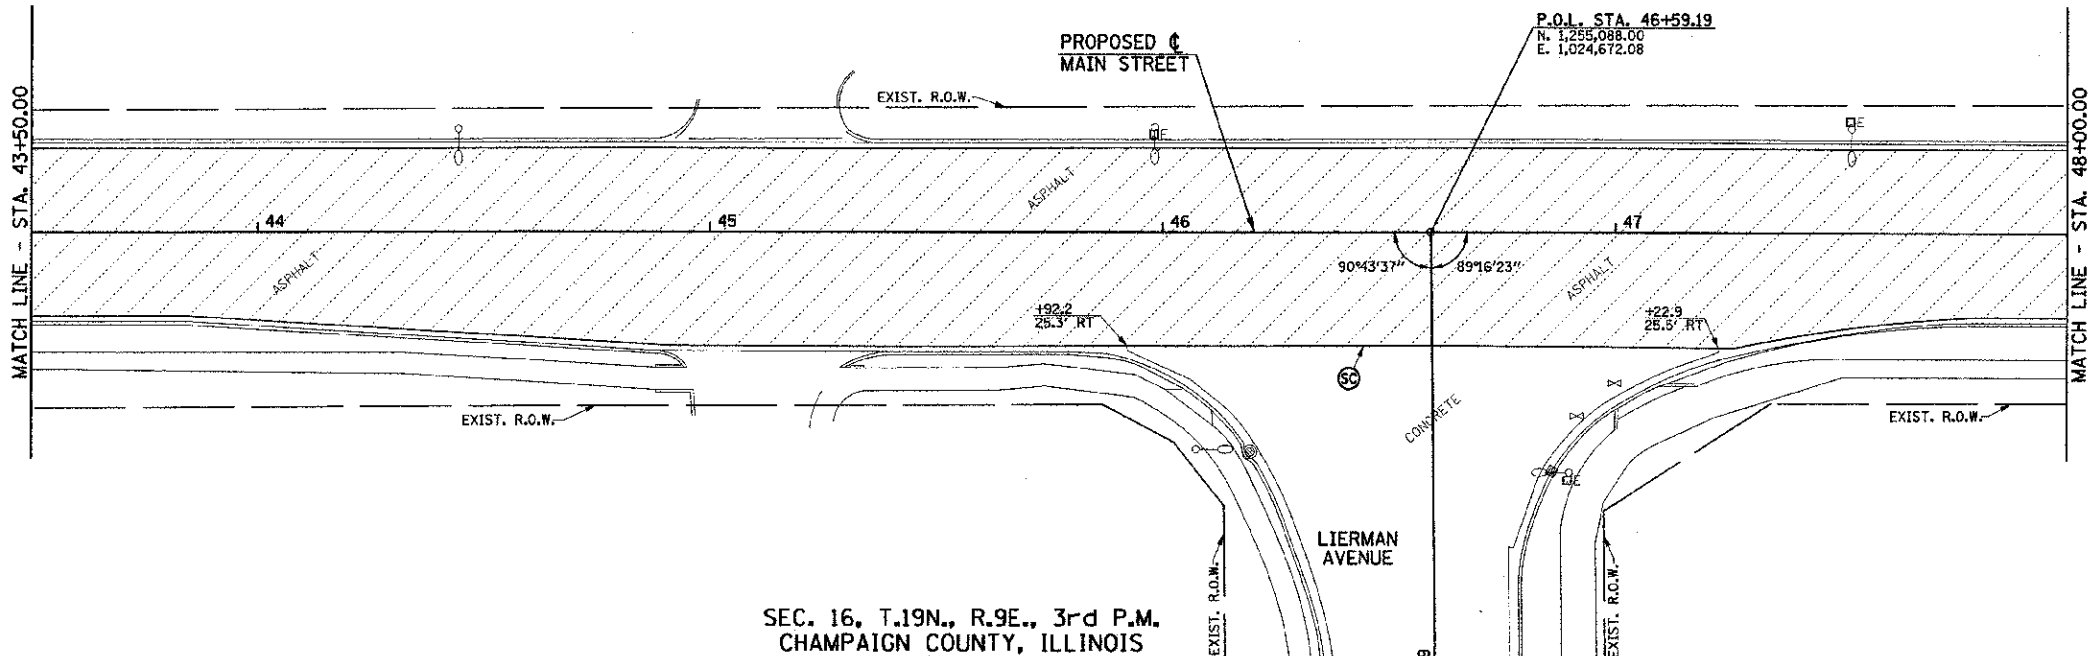 MATCH LINE - STA. 43+50.00
PROPOSED ℄
MAIN STREET
P.O.L. STA. 46+59.19
N. 1,255,088.00
E. 1,024,672.08
EXIST. R.O.W.
E
E
ASPHALT
44
45
46
47
ASPHALT
90°43'37"
89°16'23"
ASPHALT
+92.2
25.3' RT
+22.9
25.5' RT
SC
CONCRETE
EXIST. R.O.W.
EXIST. R.O.W.
E
LIERMAN
AVENUE
EXIST. R.O.W.
EXIST. R.O.W.
SEC. 16, T.19N., R.9E., 3rd P.M.
CHAMPAIGN COUNTY, ILLINOIS
MATCH LINE - STA. 48+00.00